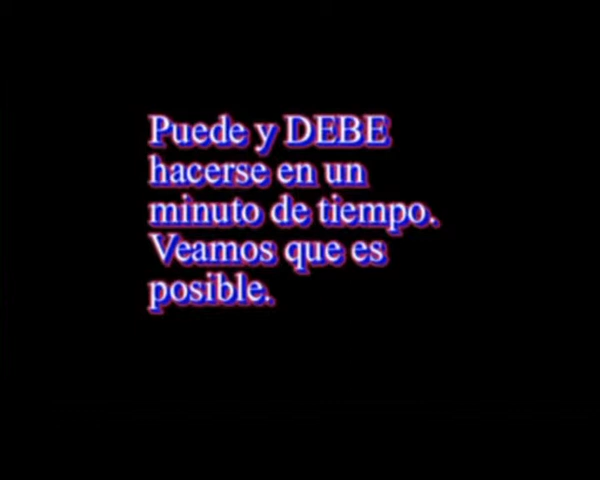 Puede y DEBE
hacerse en un
minuto de tiempo.
Veamos que es
posible.